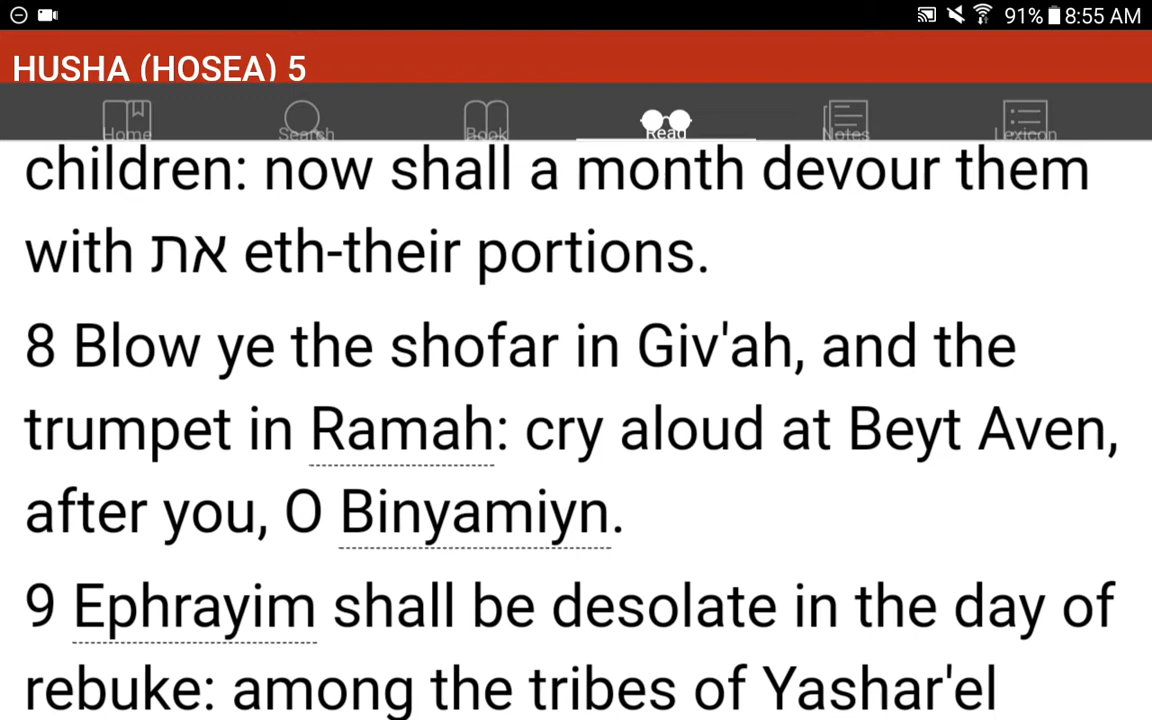 91% 8:55 AM
HUSHA (HOSEA) 5
Home Search Book Read Notes Lexicon
children: now shall a month devour them
with את eth-their portions.
8 Blow ye the shofar in Giv'ah, and the
trumpet in Ramah: cry aloud at Beyt Aven,
after you, O Binyamiyn.
9 Ephrayim shall be desolate in the day of
rebuke: among the tribes of Yashar'el